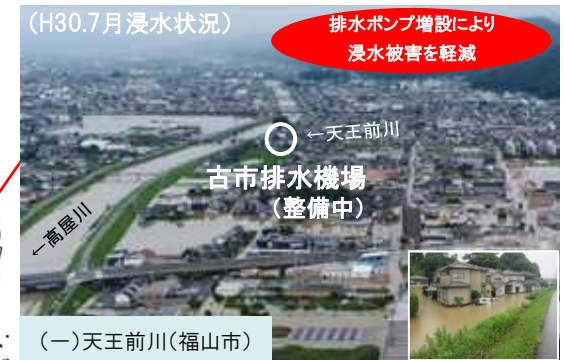 (H30.7月浸水状況)
排水ポンプ増設により
浸水被害を軽減
←天王前川
古市排水機場
(整備中)
←高屋川
(一)天王前川(福山市)